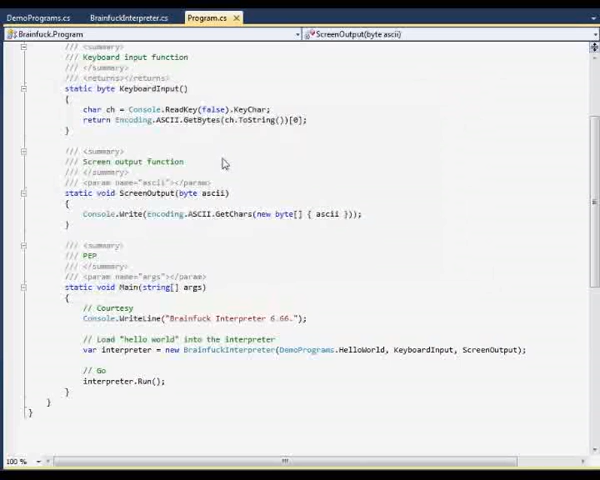 DemoPrograms.cs BrainfuckInterpreter.cs Program.cs ×
Brainfuck.Program ScreenOutput(byte ascii)
/// <summary>
/// Keyboard input function
/// </summary>
/// <returns></returns>
static byte KeyboardInput()
{
char ch = Console.ReadKey(false).KeyChar;
return Encoding.ASCII.GetBytes(ch.ToString())[0];
}
/// <summary>
/// Screen output function
/// </summary>
/// <param name="ascii"></param>
static void ScreenOutput(byte ascii)
{
Console.Write(Encoding.ASCII.GetChars(new byte[] { ascii }));
}
/// <summary>
/// PEP
/// </summary>
/// <param name="args"></param>
static void Main(string[] args)
{
// Courtesy
Console.WriteLine("Brainfuck Interpreter 6.66.");
// Load "hello world" into the interpreter
var interpreter = new BrainfuckInterpreter(DemoPrograms.HelloWorld, KeyboardInput, ScreenOutput);
// Go
interpreter.Run();
}
}
}
100 %